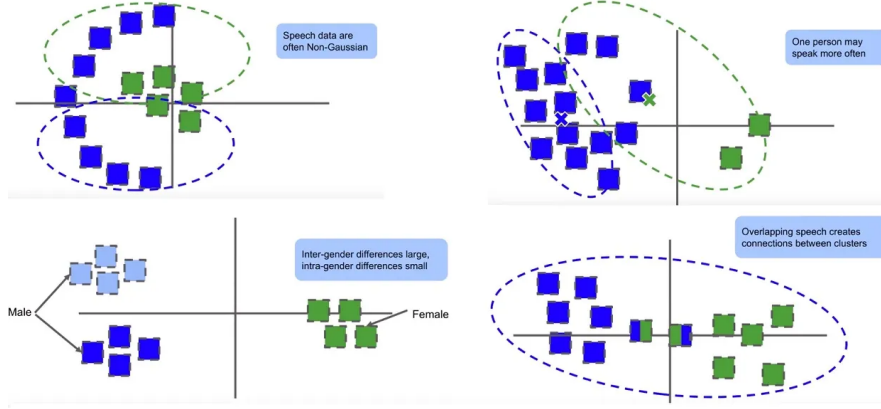 Speech data are
often Non-Gaussian
One person may
speak more often
Inter-gender differences large,
intra-gender differences small
Male
Female
Overlapping speech creates
connections between clusters